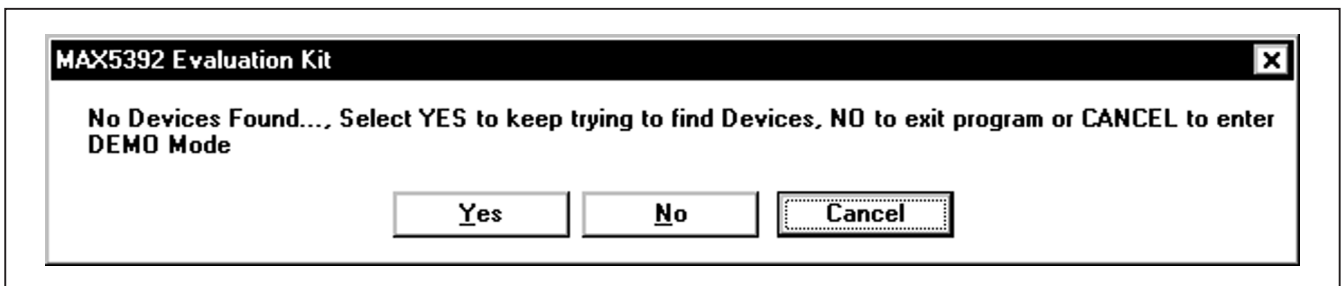 MAX5392 Evaluation Kit
No Devices Found..., Select YES to keep trying to find Devices, NO to exit program or CANCEL to enter
DEMO Mode
Yes No Cancel